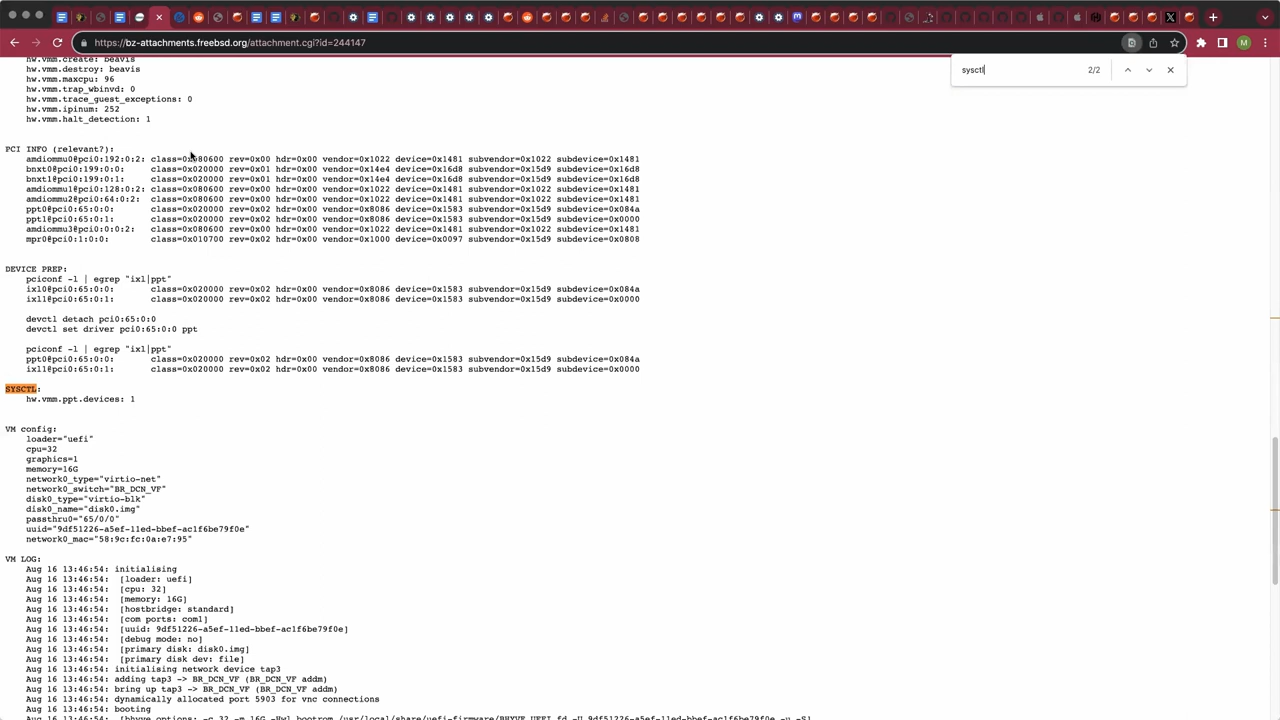 https://bz-attachments.freebsd.org/attachment.cgi?id=244147
M
sysctl
2/2
hw.vmm.create: beavis
hw.vmm.destroy: beavis
hw.vmm.maxcpu: 96
hw.vmm.trap_wbinvd: 0
hw.vmm.trace_guest_exceptions: 0
hw.vmm.ipinum: 252
hw.vmm.halt_detection: 1
PCI INFO (relevant?):
amdiommu0@pci0:192:0:2: class=0x080600 rev=0x00 hdr=0x00 vendor=0x1022 device=0x1481 subvendor=0x1022 subdevice=0x1481
bnxt0@pci0:199:0:0: class=0x020000 rev=0x01 hdr=0x00 vendor=0x14e4 device=0x16d8 subvendor=0x15d9 subdevice=0x16d8
bnxt1@pci0:199:0:1: class=0x020000 rev=0x01 hdr=0x00 vendor=0x14e4 device=0x16d8 subvendor=0x15d9 subdevice=0x16d8
amdiommu1@pci0:128:0:2: class=0x080600 rev=0x00 hdr=0x00 vendor=0x1022 device=0x1481 subvendor=0x1022 subdevice=0x1481
amdiommu2@pci0:64:0:2: class=0x080600 rev=0x00 hdr=0x00 vendor=0x1022 device=0x1481 subvendor=0x1022 subdevice=0x1481
ppt0@pci0:65:0:0: class=0x020000 rev=0x02 hdr=0x00 vendor=0x8086 device=0x1583 subvendor=0x15d9 subdevice=0x084a
ppt1@pci0:65:0:1: class=0x020000 rev=0x02 hdr=0x00 vendor=0x8086 device=0x1583 subvendor=0x15d9 subdevice=0x0000
amdiommu3@pci0:0:0:2: class=0x080600 rev=0x00 hdr=0x00 vendor=0x1022 device=0x1481 subvendor=0x1022 subdevice=0x1481
mpr0@pci0:1:0:0: class=0x010700 rev=0x02 hdr=0x00 vendor=0x1000 device=0x0097 subvendor=0x15d9 subdevice=0x0808
DEVICE PREP:
pciconf -l | egrep "ixl|ppt"
ixl0@pci0:65:0:0: class=0x020000 rev=0x02 hdr=0x00 vendor=0x8086 device=0x1583 subvendor=0x15d9 subdevice=0x084a
ixl1@pci0:65:0:1: class=0x020000 rev=0x02 hdr=0x00 vendor=0x8086 device=0x1583 subvendor=0x15d9 subdevice=0x0000
devctl detach pci0:65:0:0
devctl set driver pci0:65:0:0 ppt
pciconf -l | egrep "ixl|ppt"
ppt0@pci0:65:0:0: class=0x020000 rev=0x02 hdr=0x00 vendor=0x8086 device=0x1583 subvendor=0x15d9 subdevice=0x084a
ixl1@pci0:65:0:1: class=0x020000 rev=0x02 hdr=0x00 vendor=0x8086 device=0x1583 subvendor=0x15d9 subdevice=0x0000
SYSCTL:
hw.vmm.ppt.devices: 1
VM config:
loader="uefi"
cpu=32
graphics=1
memory=16G
network0_type="virtio-net"
network0_switch="BR_DCN_VF"
disk0_type="virtio-blk"
disk0_name="disk0.img"
passthru0="65/0/0"
uuid="9df51226-a5ef-11ed-bbef-ac1f6be79f0e"
network0_mac="58:9c:fc:0a:e7:95"
VM LOG:
Aug 16 13:46:54: initialising
Aug 16 13:46:54: [loader: uefi]
Aug 16 13:46:54: [cpu: 32]
Aug 16 13:46:54: [memory: 16G]
Aug 16 13:46:54: [hostbridge: standard]
Aug 16 13:46:54: [com ports: com1]
Aug 16 13:46:54: [uuid: 9df51226-a5ef-11ed-bbef-ac1f6be79f0e]
Aug 16 13:46:54: [debug mode: no]
Aug 16 13:46:54: [primary disk: disk0.img]
Aug 16 13:46:54: [primary disk dev: file]
Aug 16 13:46:54: initialising network device tap3
Aug 16 13:46:54: adding tap3 -> BR_DCN_VF (BR_DCN_VF addm)
Aug 16 13:46:54: bring up tap3 -> BR_DCN_VF (BR_DCN_VF addm)
Aug 16 13:46:54: dynamically allocated port 5903 for vnc connections
Aug 16 13:46:54: booting
Aug 16 13:46:54: [bhyve options: -c 32 -m 16G -Hwl bootrom,/usr/local/share/uefi-firmware/BHYVE_UEFI.fd -U 9df51226-a5ef-11ed-bbef-ac1f6be79f0e -u -S]